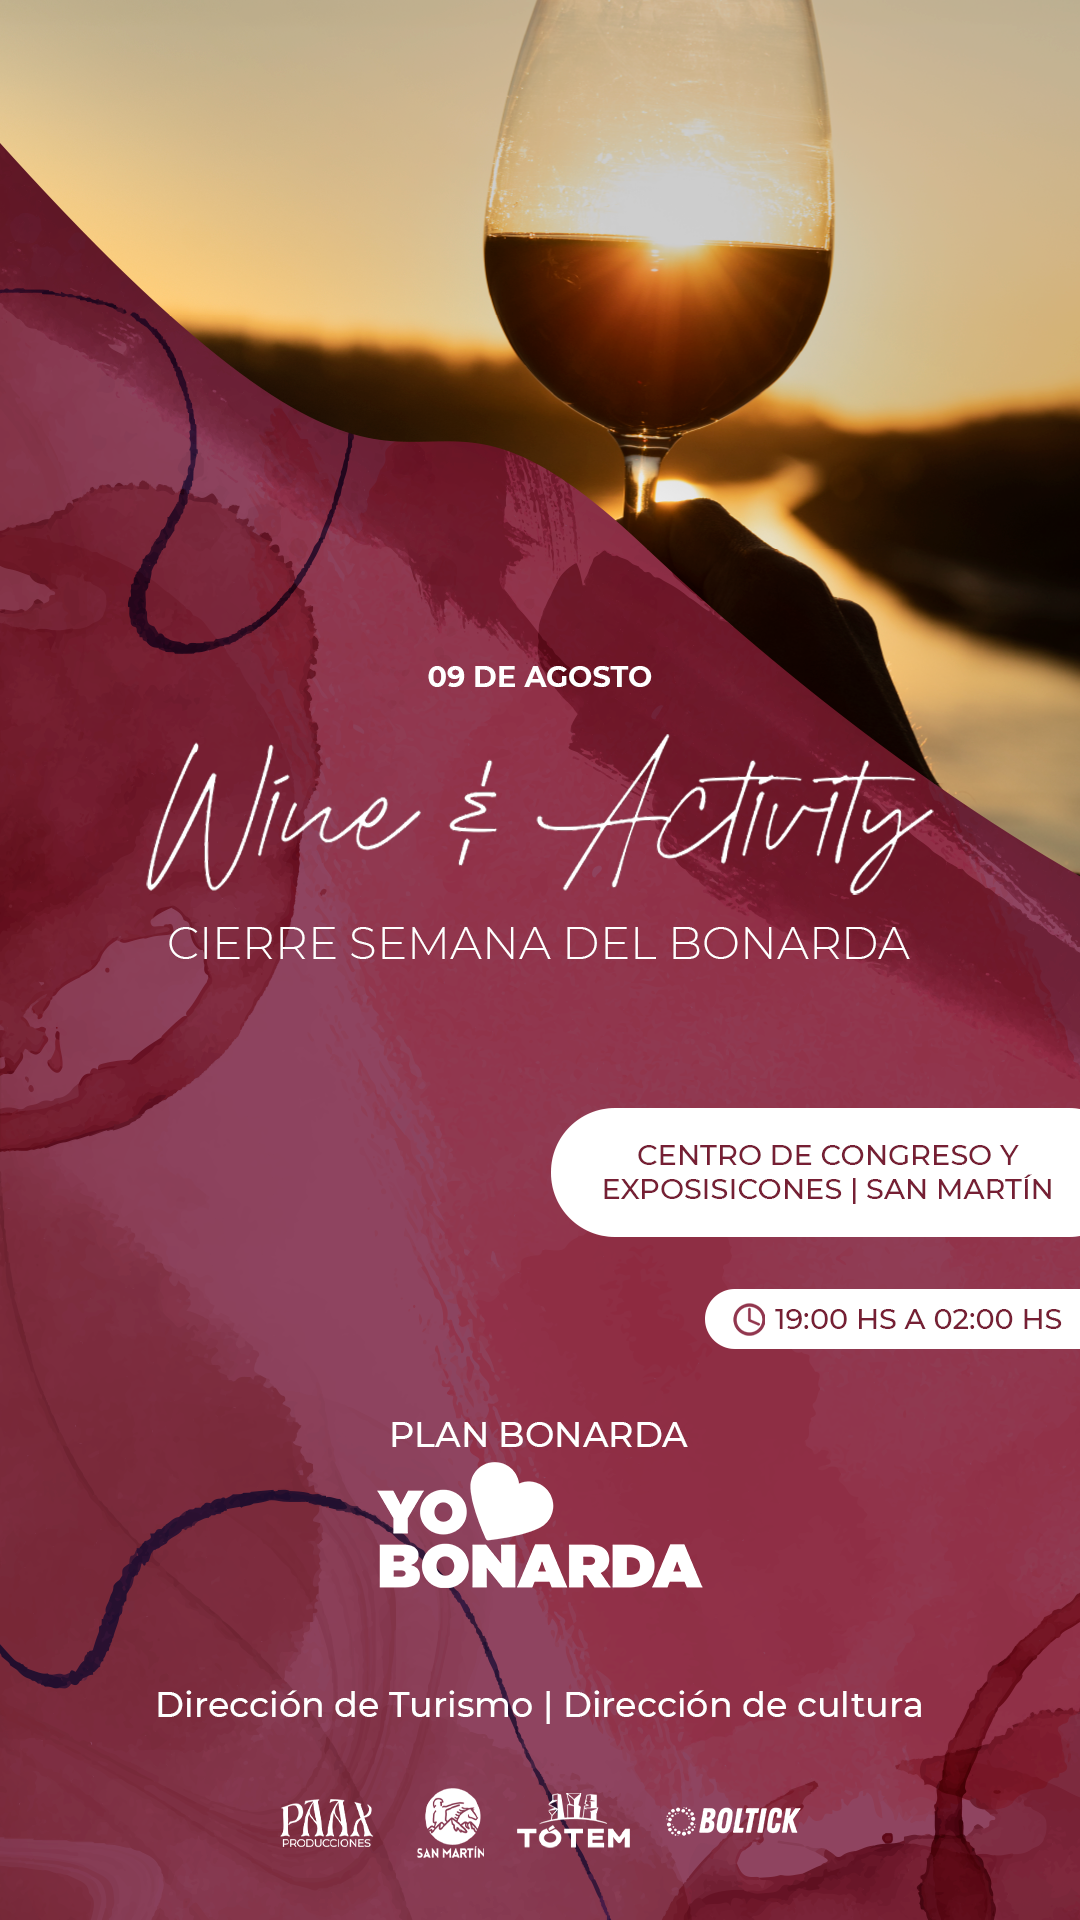 09 DE AGOSTO
Wine & Activity
CIERRE SEMANA DEL BONARDA
CENTRO DE CONGRESO Y
EXPOSISICONES | SAN MARTÍN
19:00 HS A 02:00 HS
PLAN BONARDA
YO
BONARDA
Dirección de Turismo | Dirección de cultura
PAAX
PRODUCCIONES
SAN MARTÍN
TÓTEM
BOLTICK